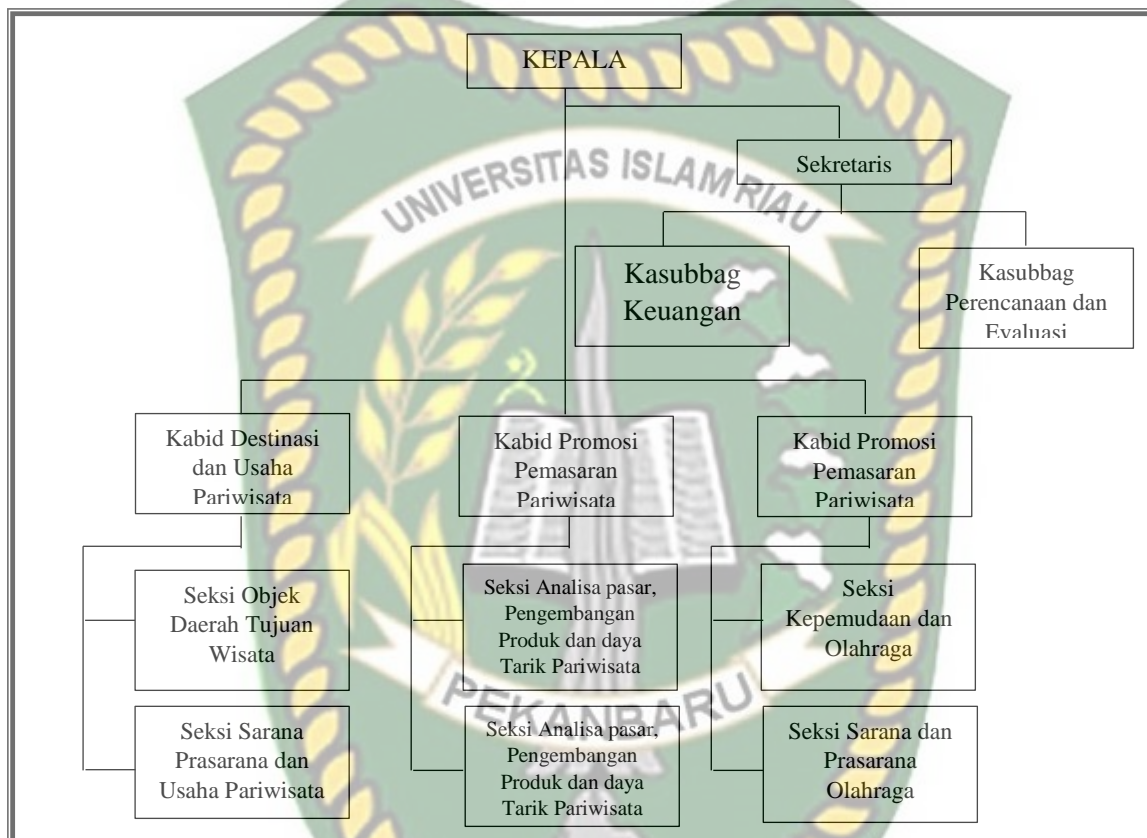 KEPALA
Sekretaris
UNIVERSITAS ISLAM RIAU
Kasubbag
Keuangan
Kasubbag
Perencanaan dan
Evaluasi
Kabid Destinasi
dan Usaha
Pariwisata
Kabid Promosi
Pemasaran
Pariwisata
Kabid Promosi
Pemasaran
Pariwisata
Seksi Objek
Daerah Tujuan
Wisata
Seksi Analisa pasar,
Pengembangan
Produk dan daya
Tarik Pariwisata
Seksi
Kepemudaan dan
Olahraga
PEKANBARU
Seksi Sarana
Prasarana dan
Usaha Pariwisata
Seksi Analisa pasar,
Pengembangan
Produk dan daya
Tarik Pariwisata
Seksi Sarana dan
Prasarana
Olahraga